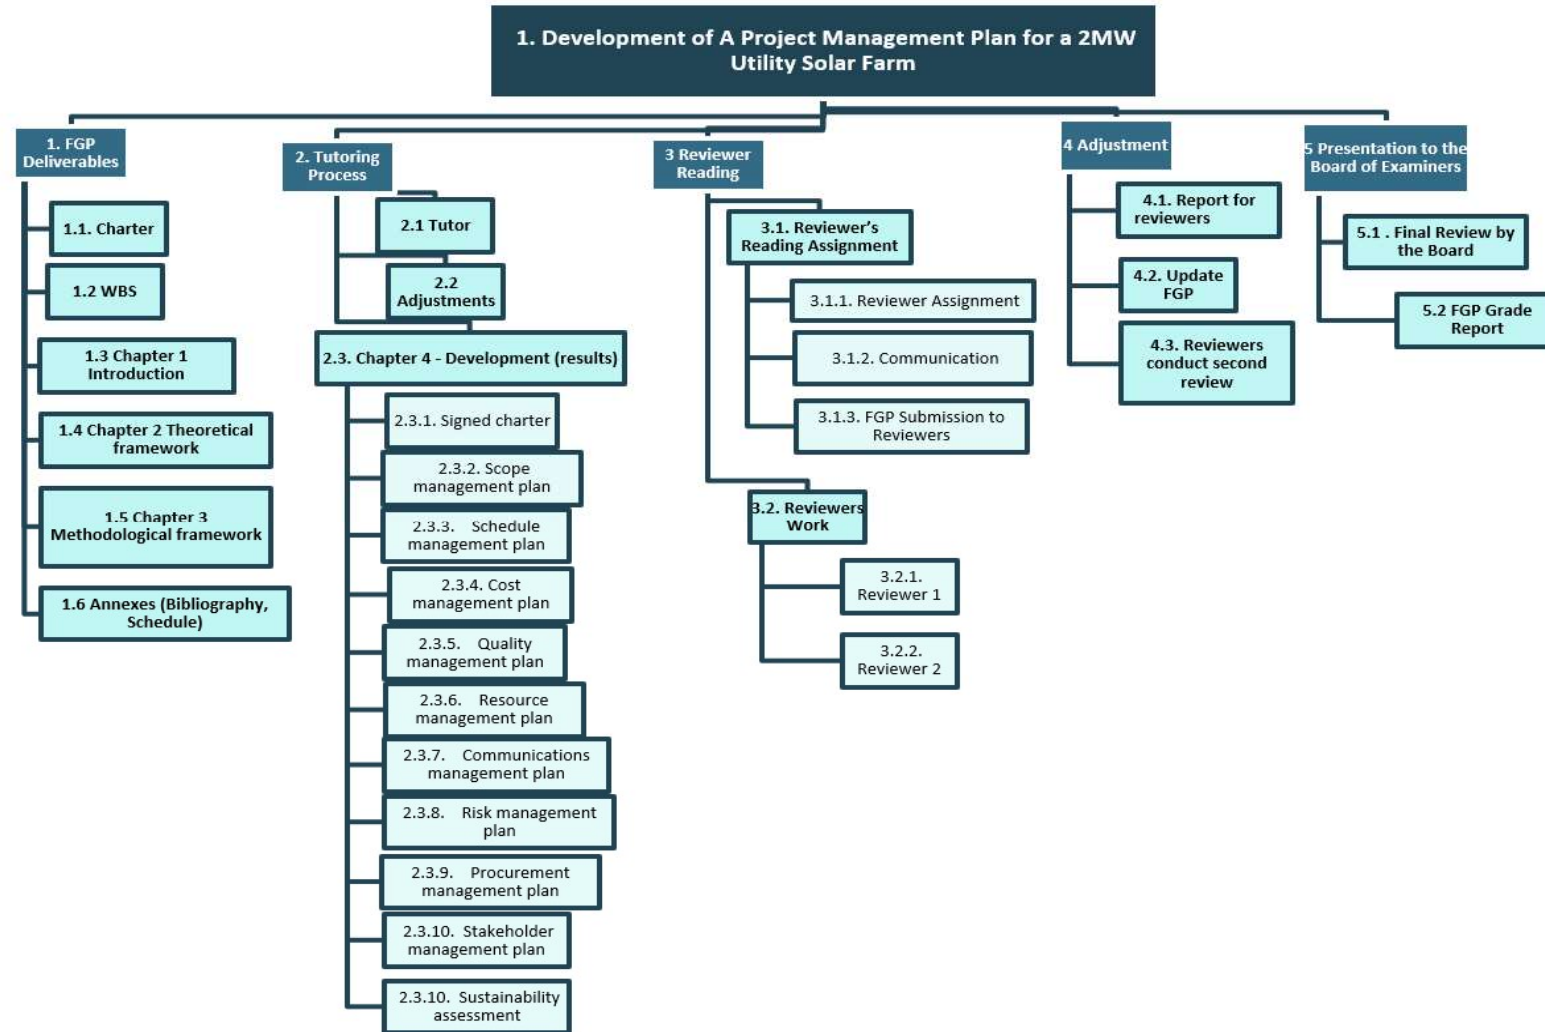 1. Development of A Project Management Plan for a 2MW
Utility Solar Farm
1. FGP
Deliverables
1.1. Charter
1.2 WBS
1.3 Chapter 1
Introduction
1.4 Chapter 2 Theoretical
framework
1.5 Chapter 3
Methodological framework
1.6 Annexes (Bibliography,
Schedule)
2. Tutoring
Process
2.1 Tutor
2.2
Adjustments
2.3. Chapter 4 - Development (results)
2.3.1. Signed charter
2.3.2. Scope
management plan
2.3.3. Schedule
management plan
2.3.4. Cost
management plan
2.3.5. Quality
management plan
2.3.6. Resource
management plan
2.3.7. Communications
management plan
2.3.8. Risk management
plan
2.3.9. Procurement
management plan
2.3.10. Stakeholder
management plan
2.3.10. Sustainability
assessment
3 Reviewer
Reading
3.1. Reviewer’s
Reading Assignment
3.1.1. Reviewer Assignment
3.1.2. Communication
3.1.3. FGP Submission to
Reviewers
3.2. Reviewers
Work
3.2.1.
Reviewer 1
3.2.2.
Reviewer 2
4 Adjustment
4.1. Report for
reviewers
4.2. Update
FGP
4.3. Reviewers
conduct second
review
5 Presentation to the
Board of Examiners
5.1 . Final Review by
the Board
5.2 FGP Grade
Report